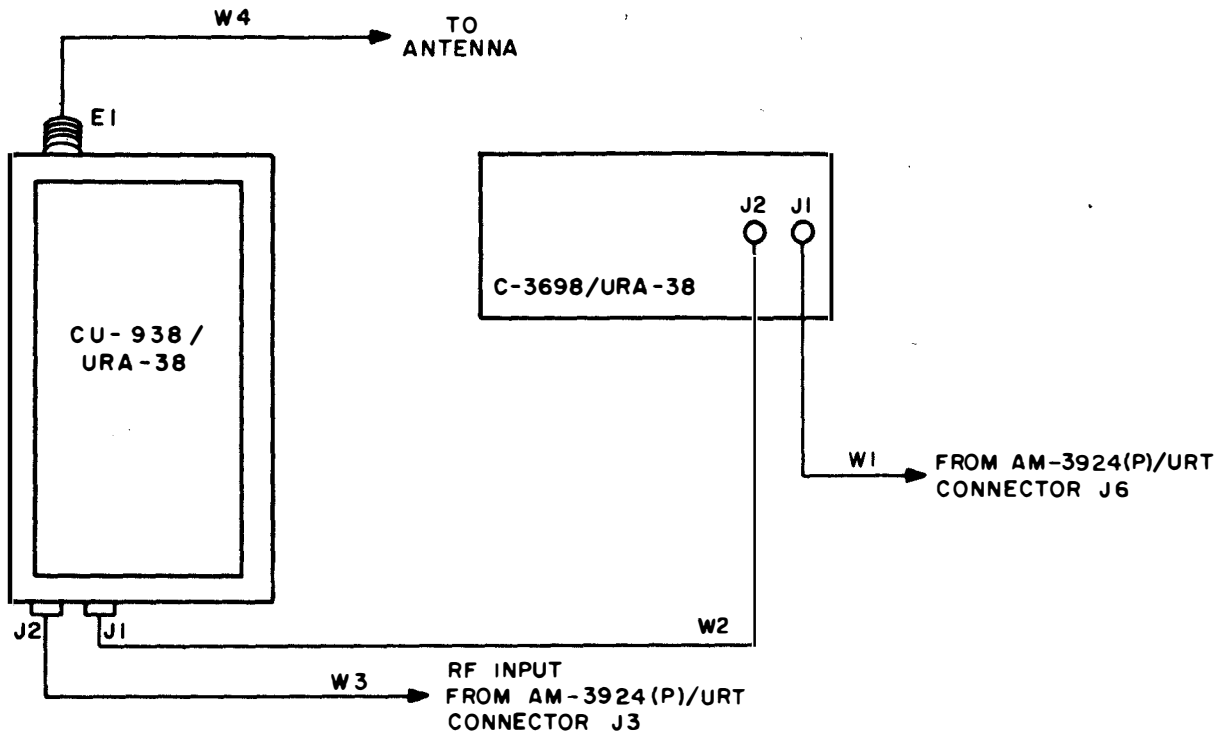 W4
TO
ANTENNA
E1
J2 J1
C-3698/URA-38
CU-938/
URA-38
W1
FROM AM-3924(P)/URT
CONNECTOR J6
J2 J1
W2
W3
RF INPUT
FROM AM-3924(P)/URT
CONNECTOR J3